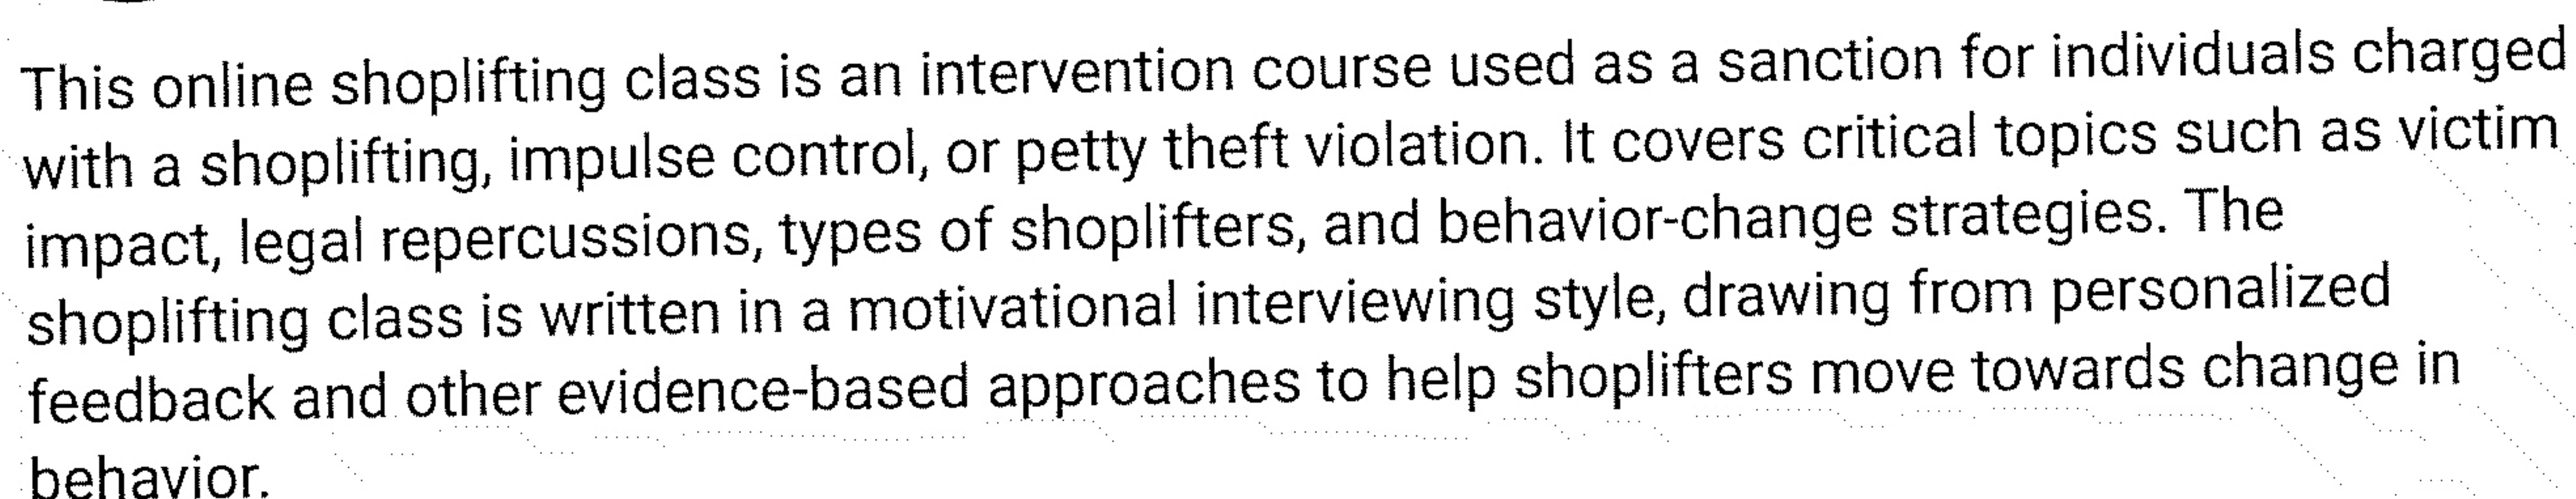 This online shoplifting class is an intervention course used as a sanction for individuals charged
with a shoplifting, impulse control, or petty theft violation. It covers critical topics such as victim
impact, legal repercussions, types of shoplifters, and behavior-change strategies. The
shoplifting class is written in a motivational interviewing style, drawing from personalized
feedback and other evidence-based approaches to help shoplifters move towards change in
behavior.